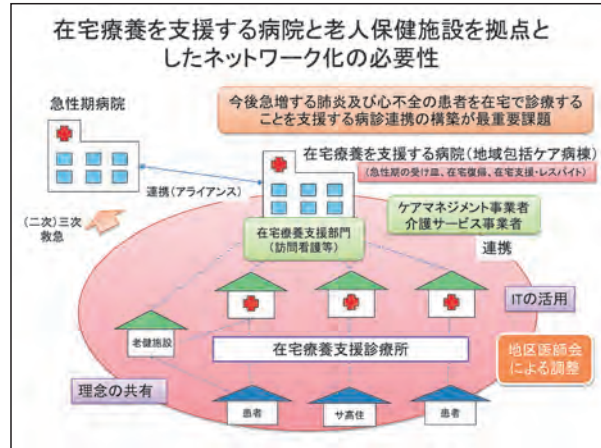 在宅療養を支援する病院と老人保健施設を拠点と
したネットワーク化の必要性
急性期病院
今後急増する肺炎及び心不全の患者を在宅で診療する
ことを支援する病診連携の構築が最重要課題
在宅療養を支援する病院(地域包括ケア病棟)
(急性期の受け皿、在宅復帰、在宅支援・レスパイト)
連携(アライアンス)
(二次)三次
救急
在宅療養支援部門
(訪問看護等)
ケアマネジメント事業者
介護サービス事業者
連携
ITの活用
老健施設
在宅療養支援診療所
地区医師会
による調整
理念の共有
患者
サ高住
患者